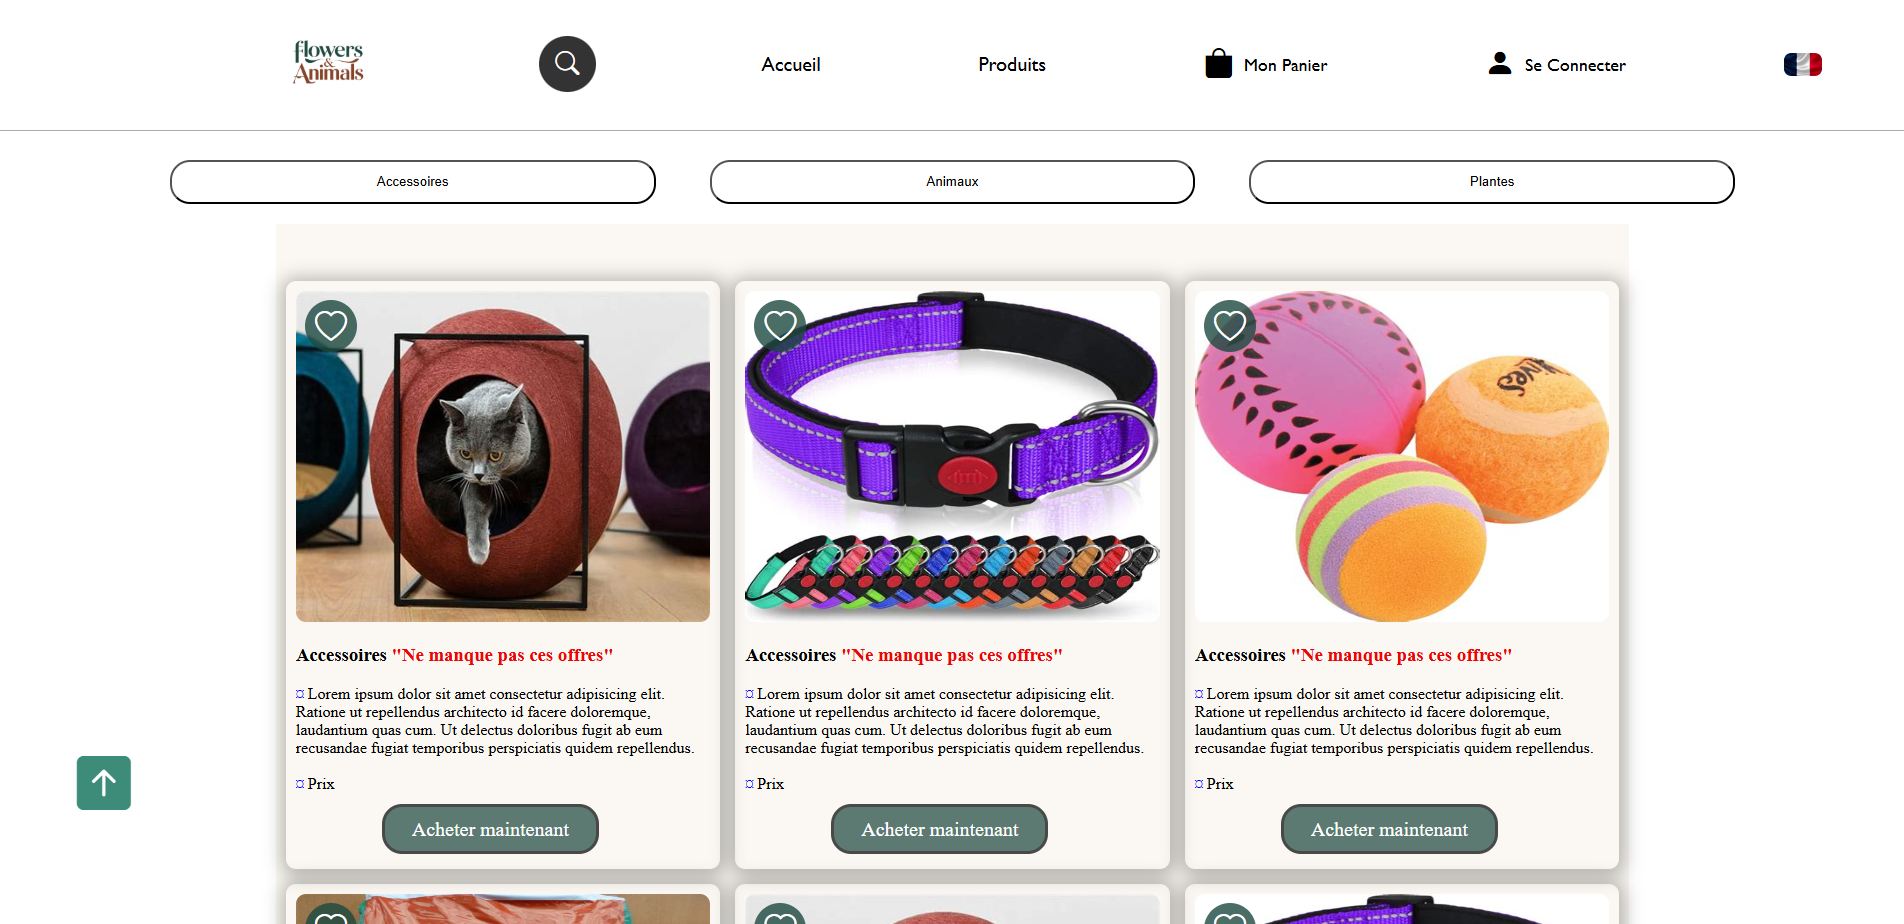 flowers
&
Animals
Accueil
Produits
Mon Panier
Se Connecter
Accessoires
Animaux
Plantes
Accessoires "Ne manque pas ces offres"
¤ Lorem ipsum dolor sit amet consectetur adipisicing elit.
Ratione ut repellendus architecto id facere doloremque,
laudantium quas cum. Ut delectus doloribus fugit ab eum
recusandae fugiat temporibus perspiciatis quidem repellendus.
¤ Prix
Acheter maintenant
Accessoires "Ne manque pas ces offres"
¤ Lorem ipsum dolor sit amet consectetur adipisicing elit.
Ratione ut repellendus architecto id facere doloremque,
laudantium quas cum. Ut delectus doloribus fugit ab eum
recusandae fugiat temporibus perspiciatis quidem repellendus.
¤ Prix
Acheter maintenant
Accessoires "Ne manque pas ces offres"
¤ Lorem ipsum dolor sit amet consectetur adipisicing elit.
Ratione ut repellendus architecto id facere doloremque,
laudantium quas cum. Ut delectus doloribus fugit ab eum
recusandae fugiat temporibus perspiciatis quidem repellendus.
¤ Prix
Acheter maintenant